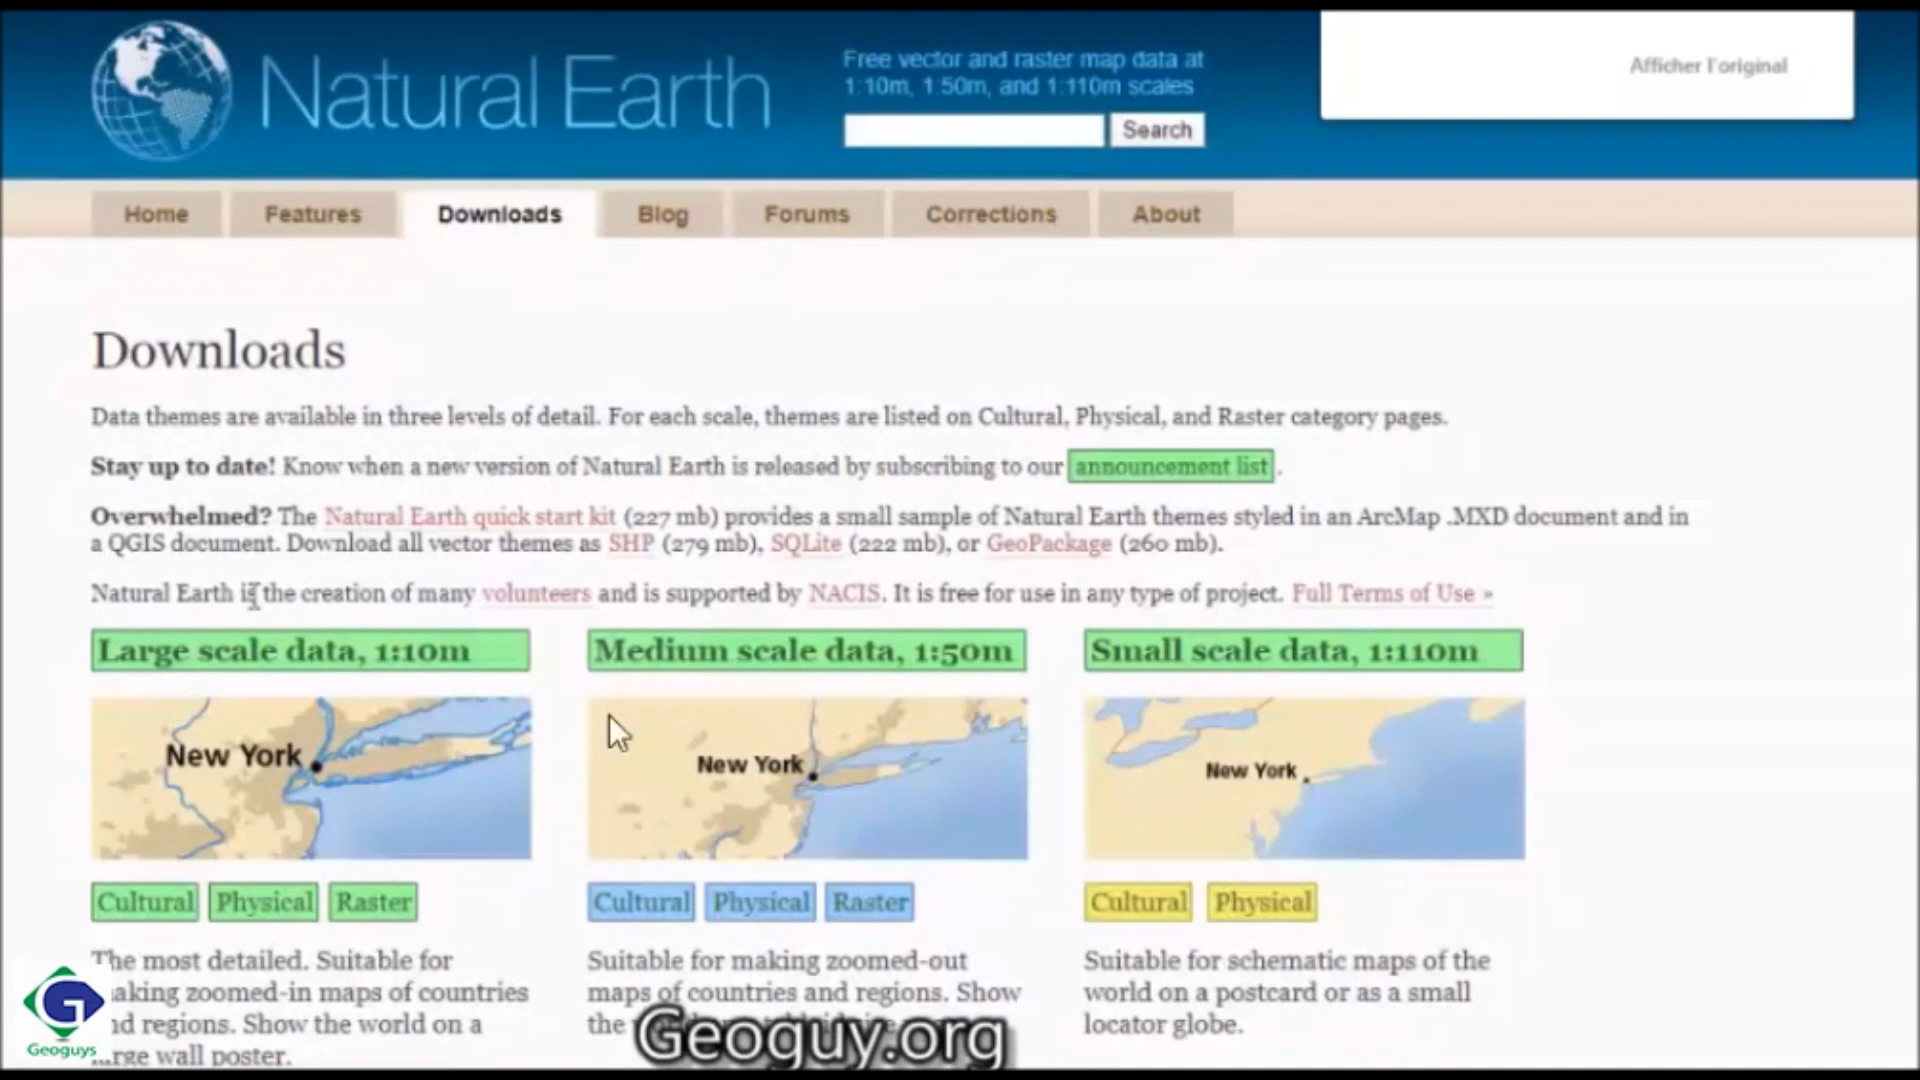 Natural Earth
Free vector and raster map data at
1:10m, 1:50m, and 1:110m scales
Search
Afficher l'original
Home Features Downloads Blog Forums Corrections About
Downloads
Data themes are available in three levels of detail. For each scale, themes are listed on Cultural, Physical, and Raster category pages.
Stay up to date! Know when a new version of Natural Earth is released by subscribing to our announcement list.
Overwhelmed? The Natural Earth quick start kit (227 mb) provides a small sample of Natural Earth themes styled in an ArcMap .MXD document and in
a QGIS document. Download all vector themes as SHP (279 mb), SQLite (222 mb), or GeoPackage (260 mb).
Natural Earth is the creation of many volunteers and is supported by NACIS. It is free for use in any type of project. Full Terms of Use »
Large scale data, 1:10m
New York
Cultural Physical Raster
The most detailed. Suitable for
making zoomed-in maps of countries
and regions. Show the world on a
large wall poster.
Medium scale data, 1:50m
New York
Cultural Physical Raster
Suitable for making zoomed-out
maps of countries and regions. Show
the
Small scale data, 1:110m
New York
Cultural Physical
Suitable for schematic maps of the
world on a postcard or as a small
locator globe.
G
Geoguys
Geoguy.org